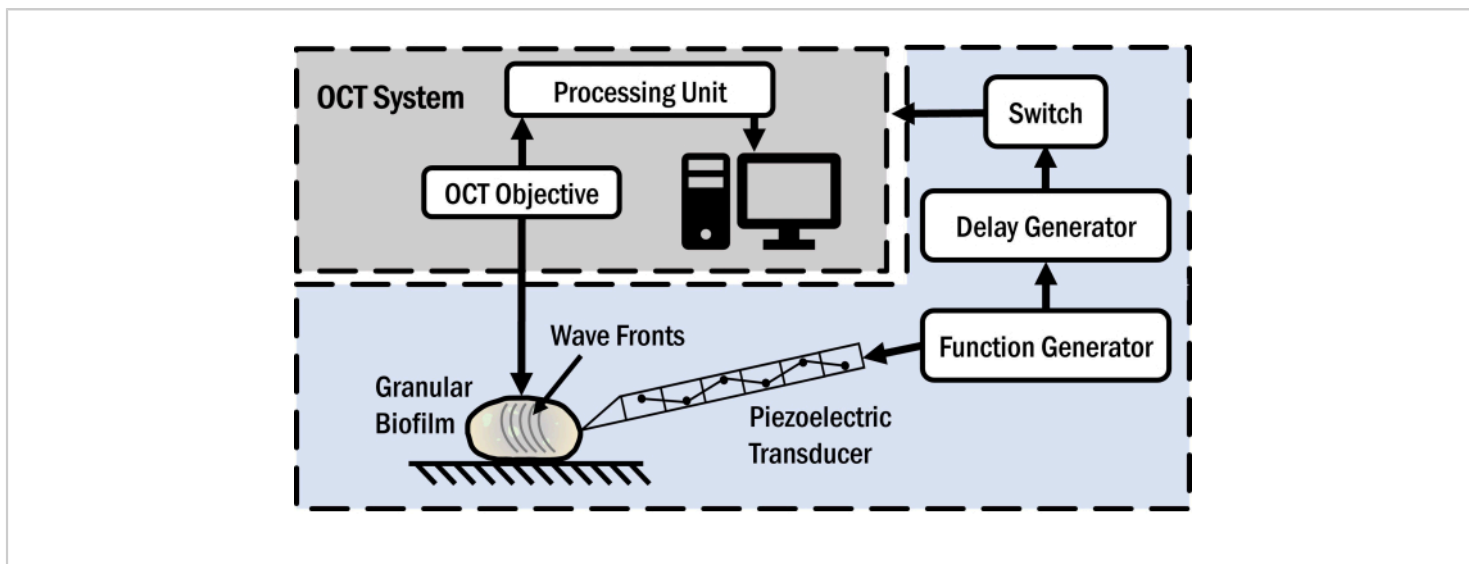 OCT System
Processing Unit
OCT Objective
Switch
Delay Generator
Function Generator
Wave Fronts
Granular
Biofilm
Piezoelectric
Transducer